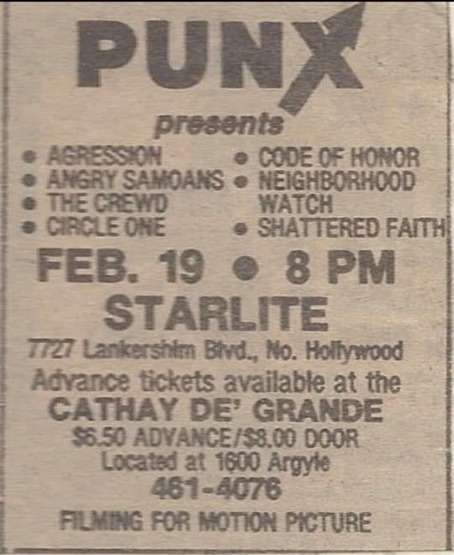 PUNX
presents
• AGRESSION
• ANGRY SAMOANS
• THE CREWD
• CIRCLE ONE
• CODE OF HONOR
• NEIGHBORHOOD
WATCH
• SHATTERED FAITH
FEB. 19 • 8 PM
STARLITE
7727 Lankershim Blvd., No. Hollywood
Advance tickets available at the
CATHAY DE' GRANDE
$6.50 ADVANCE/$8.00 DOOR
Located at 1600 Argyle
461-4076
FILMING FOR MOTION PICTURE